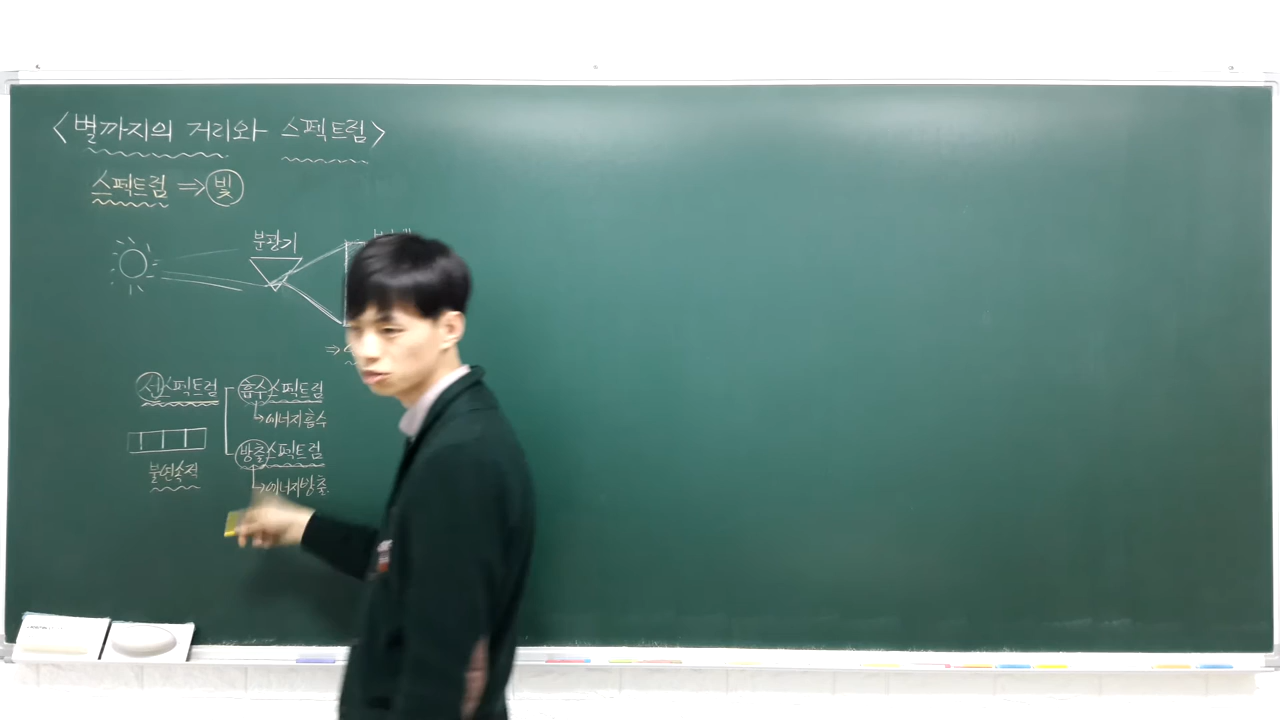 <별까지의 거리와 스펙트럼>
스펙트럼 ⇒ 빛
분광기
선스펙트럼
흡수스펙트럼
→에너지흡수
방출스펙트럼
불연속적
→에너지방출